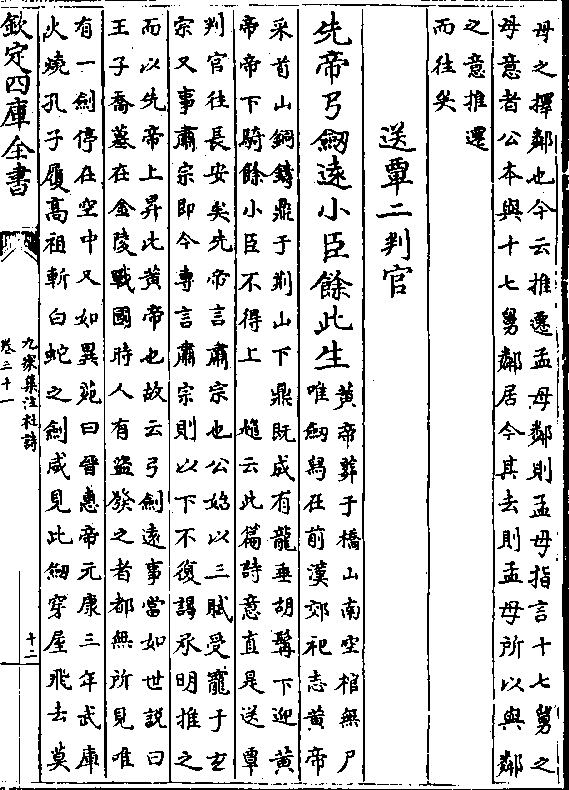 母之擇鄰也今云推遷孟母鄰則孟母指言十七舅之
母意者公本與十七舅鄰居今其去則孟母所以與鄰
之意推遷
而往矣
送覃二判官
先帝弓劔逺小臣餘此生
黄帝葬于橋山南空棺無尸
唯劔舄在前漢郊祀志黄帝
采首山銅鑄鼎于荆山下鼎既成有龍垂胡髯下迎黄
帝帝下騎餘小臣不得上　趙云此篇詩意直是送覃
判官往長安矣先帝言肅宗也公始以三賦受寵于𤣥
宗又事肅宗即今専言肅宗則以下不復謁承明推之
而以先帝上昇比黄帝也故云弓劍逺事當如世説曰
王子喬墓在金陵戰國時人有盜發之者都無所見唯
有一劍停在空中又如異苑曰晉惠帝元康三年武庫
火燒孔子履高祖斬白蛇之劍咸見此劔穿屋飛去莫
欽定四庫全書
九家集注杜詩
卷三十一
十二